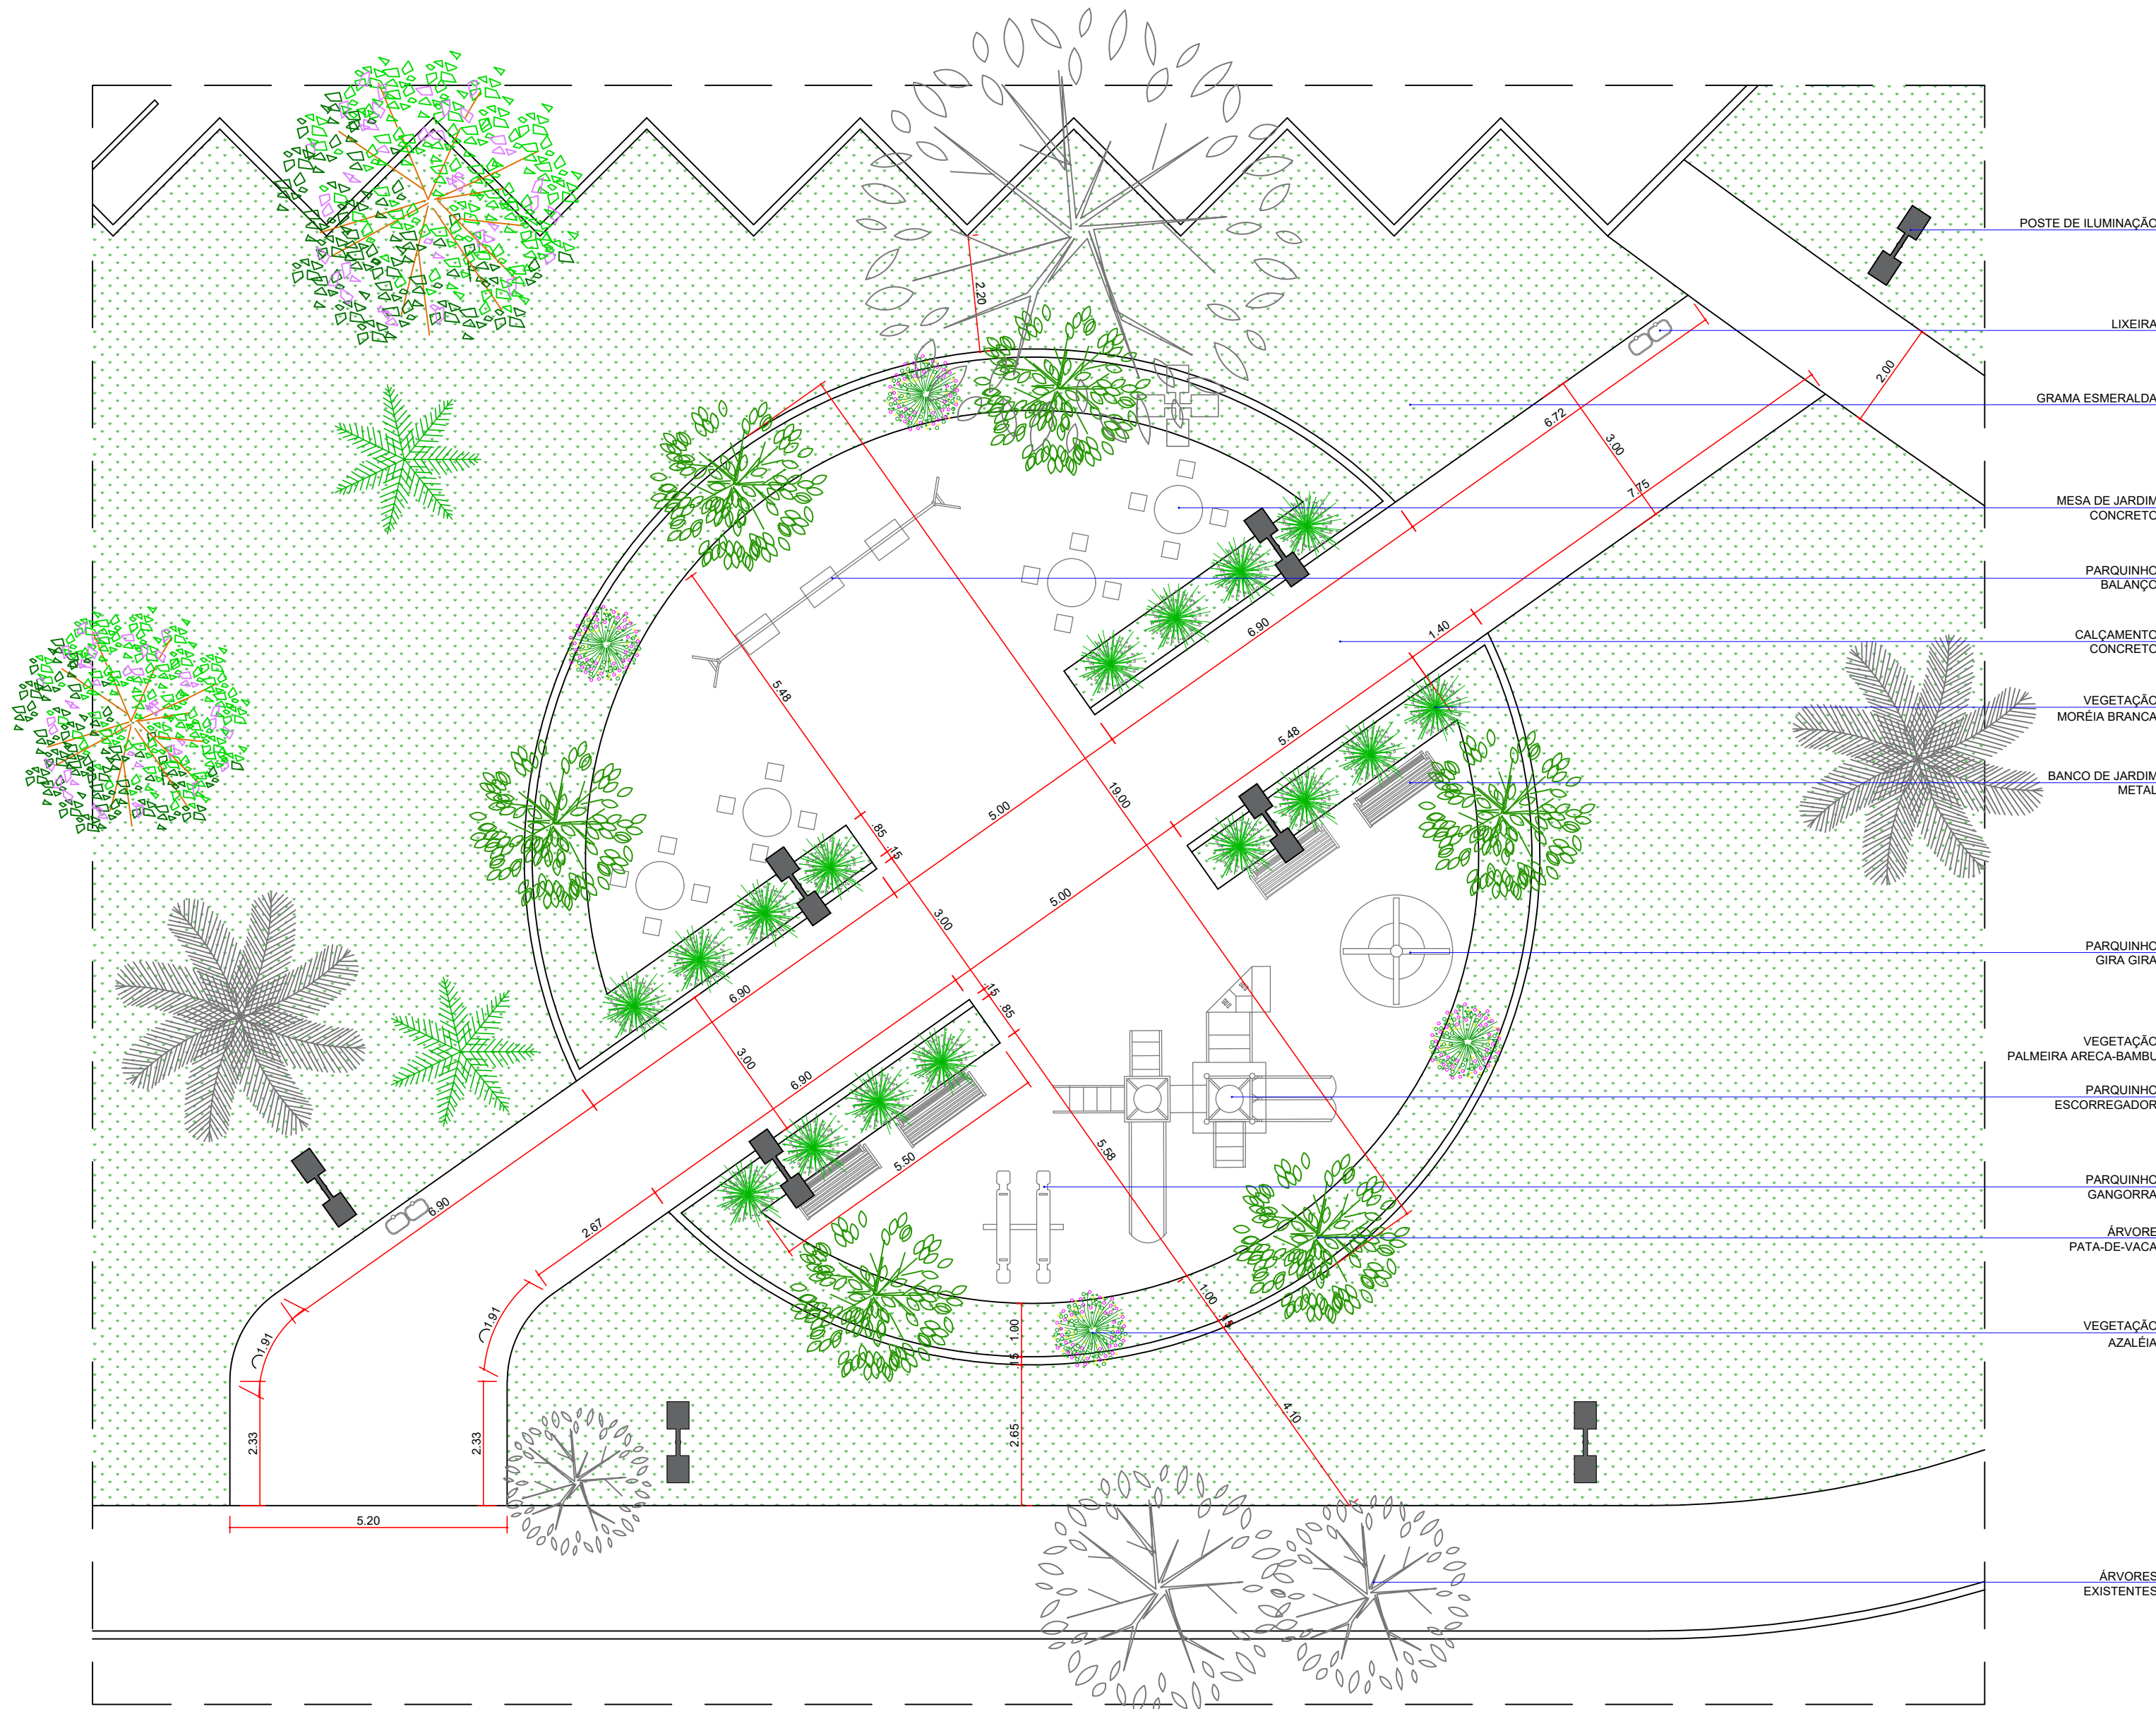 POSTE DE ILUMINAÇÃO
LIXEIRA
2.20
2.00
GRAMA ESMERALDA
6.72
3.00
7.75
MESA DE JARDIM
CONCRETO
PARQUINHO
BALANÇO
6.90
1.40
CALÇAMENTO
CONCRETO
5.48
VEGETAÇÃO
MORÉIA BRANCA
5.48
BANCO DE JARDIM
METAL
19.00
5.00
.85
.15
5.00
3.00
PARQUINHO
GIRA GIRA
6.90
.15
.85
VEGETAÇÃO
PALMEIRA ARECA-BAMBU
3.00
6.90
PARQUINHO
ESCORREGADOR
5.50
5.58
PARQUINHO
GANGORRA
6.90
2.67
ÁRVORE
PATA-DE-VACA
1.00
.15
1.91
1.91
1.00
.15
VEGETAÇÃO
AZALÉIA
2.33
2.33
2.65
4.10
5.20
ÁRVORES
EXISTENTES